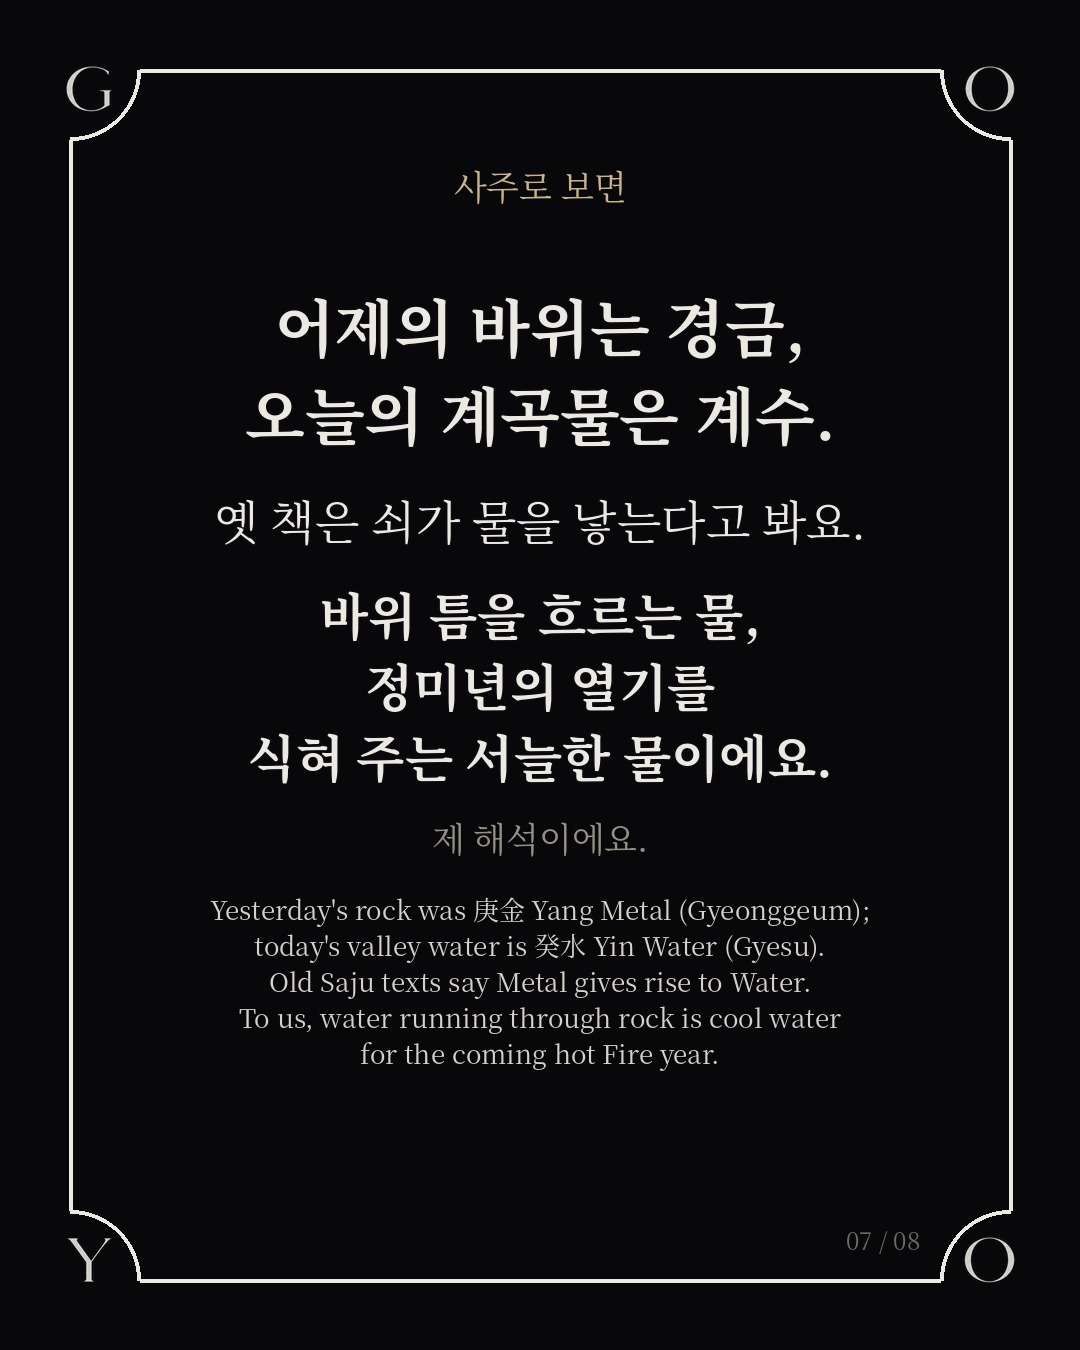 G O
사주로 보면
어제의 바위는 경금,
오늘의 계곡물은 계수.
옛 책은 쇠가 물을 낳는다고 봐요.
바위 틈을 흐르는 물,
정미년의 열기를
식혀 주는 서늘한 물이에요.
제 해석이에요.
Yesterday's rock was 庚金 Yang Metal (Gyeonggeum);
today's valley water is 癸水 Yin Water (Gyesu).
Old Saju texts say Metal gives rise to Water.
To us, water running through rock is cool water
for the coming hot Fire year.
07 / 08
Y O